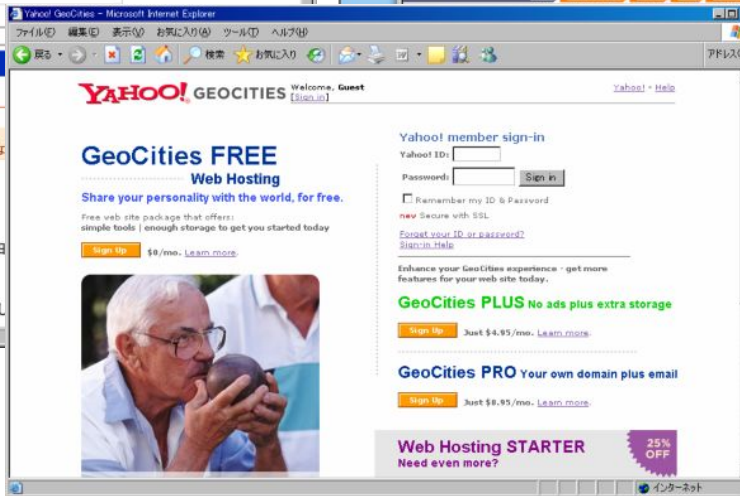 Yahoo! GeoCities - Microsoft Internet Explorer
ファイル(F) 編集(E) 表示(V) お気に入り(A) ツール(T) ヘルプ(H)
戻る 検索 お気に入り アドレス(
YAHOO! GEOCITIES
Welcome, Guest
[Sign in]
Yahoo! - Help
GeoCities FREE
Web Hosting
Share your personality with the world, for free.
Free web site package that offers:
simple tools | enough storage to get you started today
Sign Up $0/mo. Learn more.
Yahoo! member sign-in
Yahoo! ID:
Password: Sign in
Remember my ID & Password
new Secure with SSL
Forget your ID or password?
Sign-in Help
Enhance your GeoCities experience - get more
features for your web site today.
GeoCities PLUS No ads plus extra storage
Sign Up Just $4.95/mo. Learn more.
GeoCities PRO Your own domain plus email
Sign Up Just $8.95/mo. Learn more.
Web Hosting STARTER
Need even more?
25%
OFF
インターネット